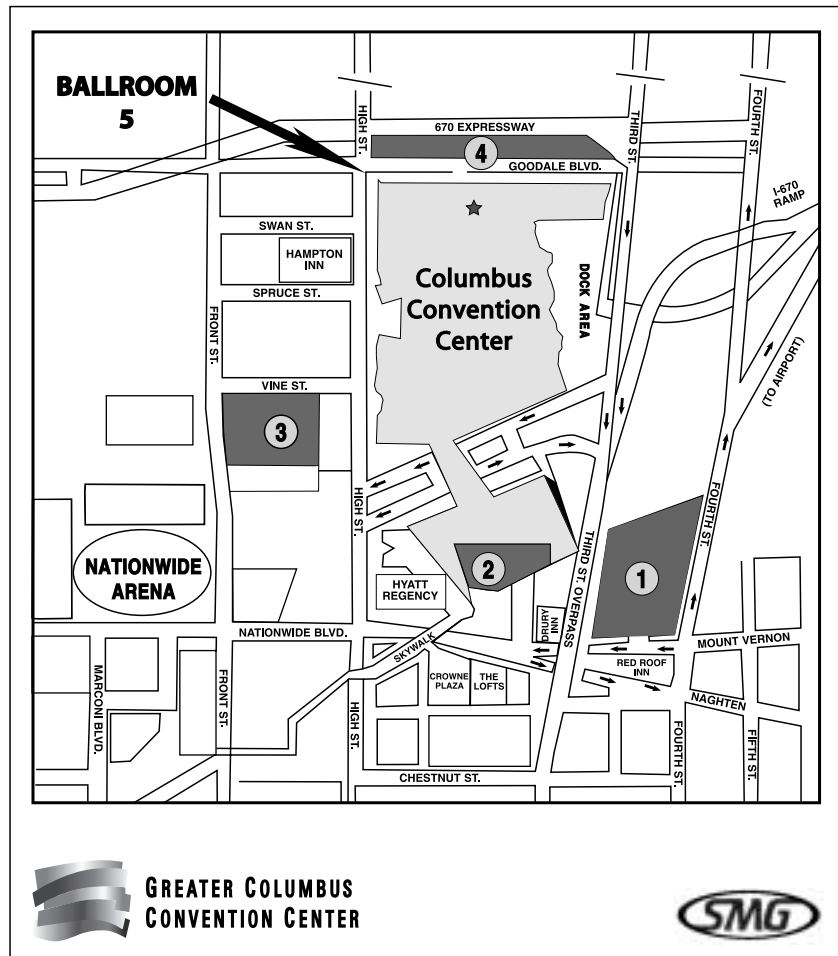 BALLROOM
5
HIGH ST.
670 EXPRESSWAY
4
GOODALE BLVD.
THIRD ST.
FOURTH ST.
I-670
RAMP
SWAN ST.
HAMPTON
INN
SPRUCE ST.
Columbus
Convention
Center
DOCK AREA
FRONT ST.
VINE ST.
3
(TO AIRPORT)
HIGH ST.
FOURTH ST.
NATIONWIDE
ARENA
2
1
HYATT
REGENCY
THIRD ST. OVERPASS
DRURY
INN
NATIONWIDE BLVD.
SKYWALK
MOUNT VERNON
RED ROOF
INN
CROWNE
PLAZA
THE
LOFTS
NAGHTEN
MARCONI BLVD.
FRONT ST.
HIGH ST.
FOURTH ST.
FIFTH ST.
CHESTNUT ST.
GREATER COLUMBUS
CONVENTION CENTER
SMG